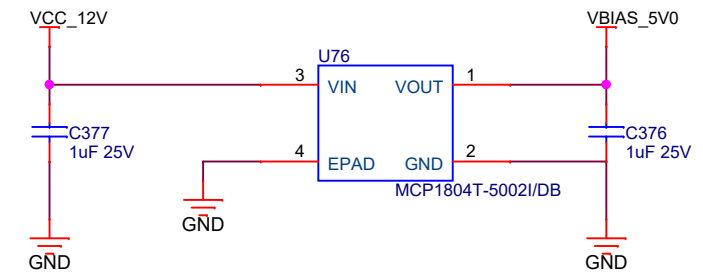 VCC_12V
VBIAS_5V0
U76
3
VIN
VOUT
1
C377
1uF 25V
C376
1uF 25V
4
EPAD
GND
2
MCP1804T-5002I/DB
GND
GND
GND